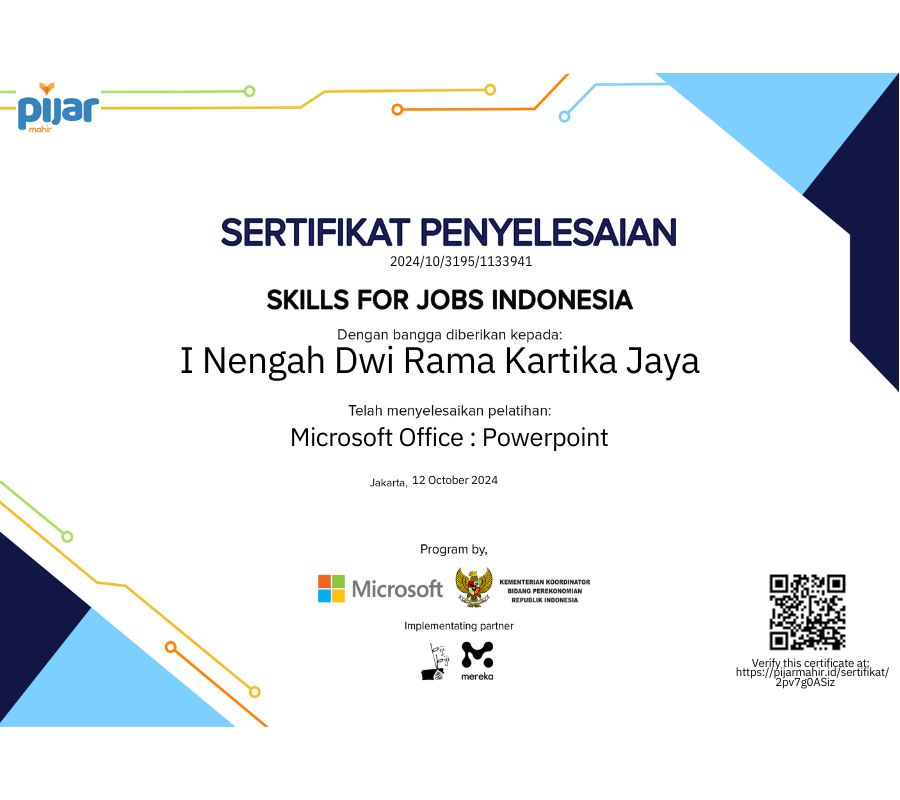 pijar
mahir
SERTIFIKAT PENYELESAIAN
2024/10/3195/1133941
SKILLS FOR JOBS INDONESIA
Dengan bangga diberikan kepada:
I Nengah Dwi Rama Kartika Jaya
Telah menyelesaikan pelatihan:
Microsoft Office : Powerpoint
Jakarta, 12 October 2024
Program by,
Microsoft
KEMENTERIAN KOORDINATOR
BIDANG PEREKONOMIAN
REPUBLIK INDONESIA
Implementating partner
biji
biji
mereka
Verify this certificate at:
https://pijarmahir.id/sertifikat/
2pv7g0ASiz